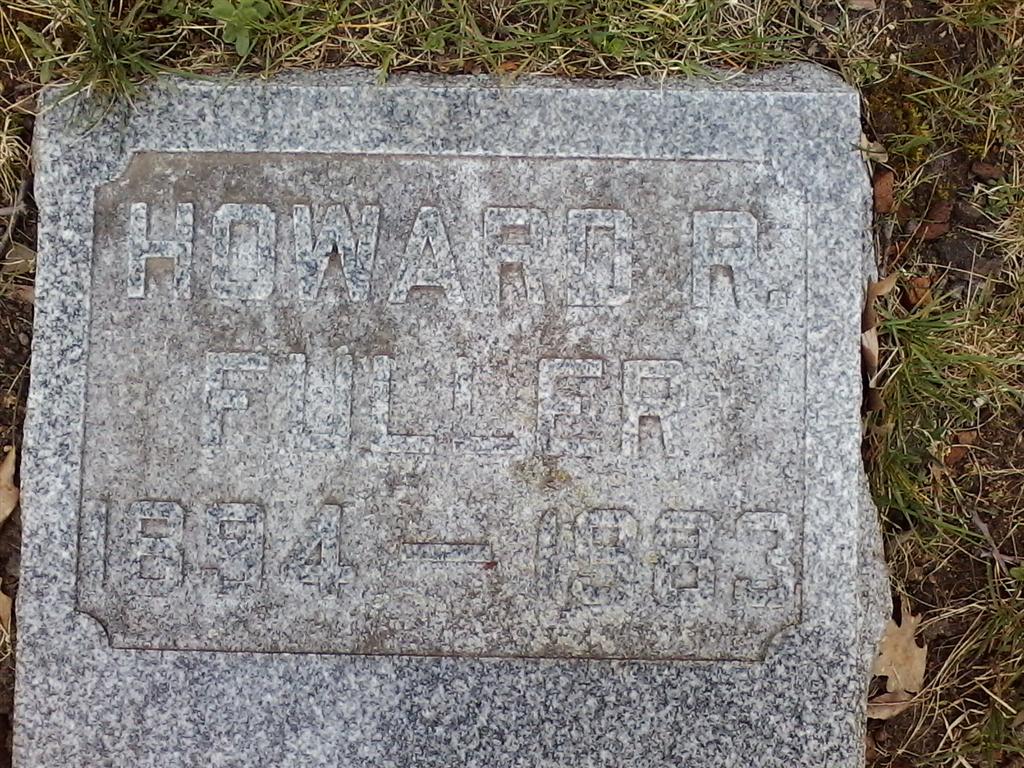 HOWARD R.
FULLER
1894 — 1983